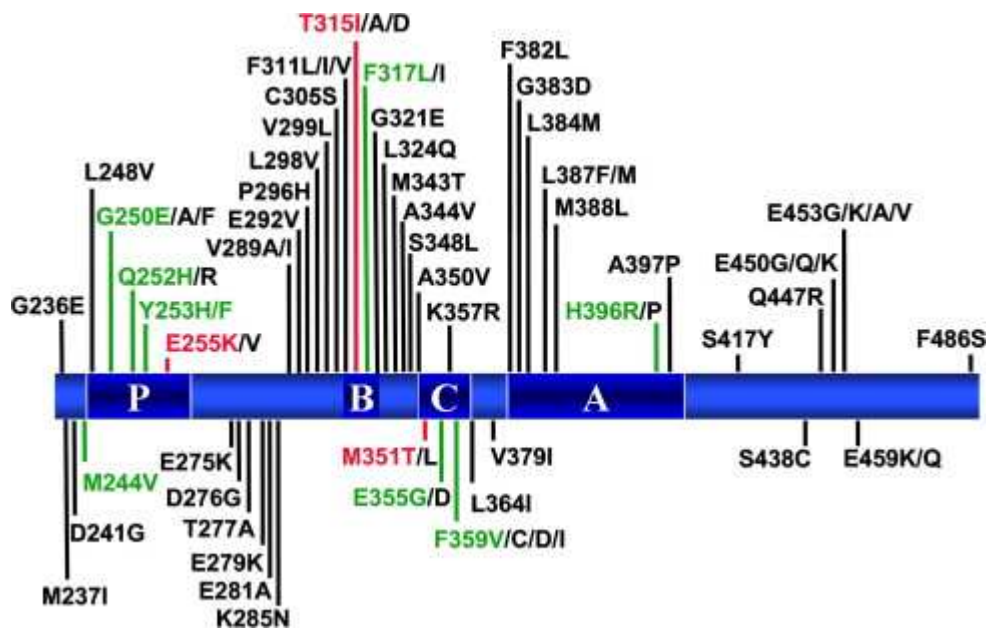 T315I/A/D
F311L/I/V
F317L/I
F382L
C305S
G383D
V299L
G321E
L384M
L298V
L324Q
L248V
P296H
M343T
L387F/M
G250E/A/F
E292V
A344V
M388L
E453G/K/A/V
V289A/I
S348L
Q252H/R
A350V
A397P
E450G/Q/K
G236E
Y253H/F
K357R
H396R/P
Q447R
E255K/V
S417Y
F486S
P
B
C
A
M244V
E275K
M351T/L
V379I
S438C
E459K/Q
D276G
E355G/D
L364I
D241G
T277A
F359V/C/D/I
E279K
M237I
E281A
K285N